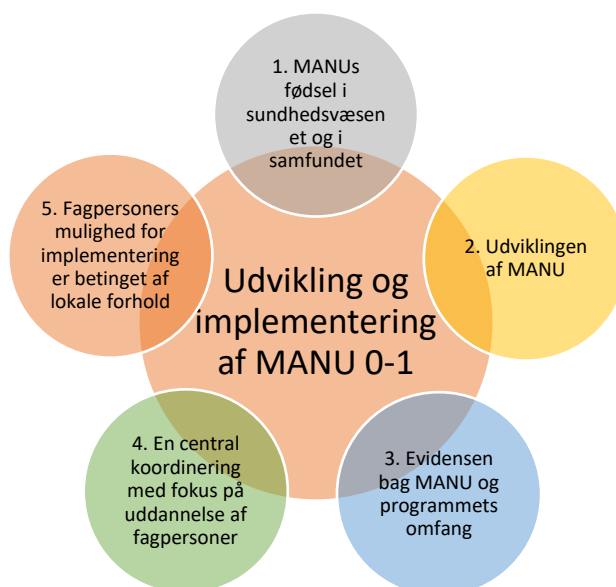 1. MANUs
fødsel i
sundhedsvæsen
et og i
samfundet
2. Udviklingen
af MANU
3. Evidensen
bag MANU og
programmets
omfang
4. En central
koordinering
med fokus på
uddannelse af
fagpersoner
5. Fagpersoners
mulighed for
implementering
er betinget af
lokale forhold
Udvikling og
implementering
af MANU 0-1